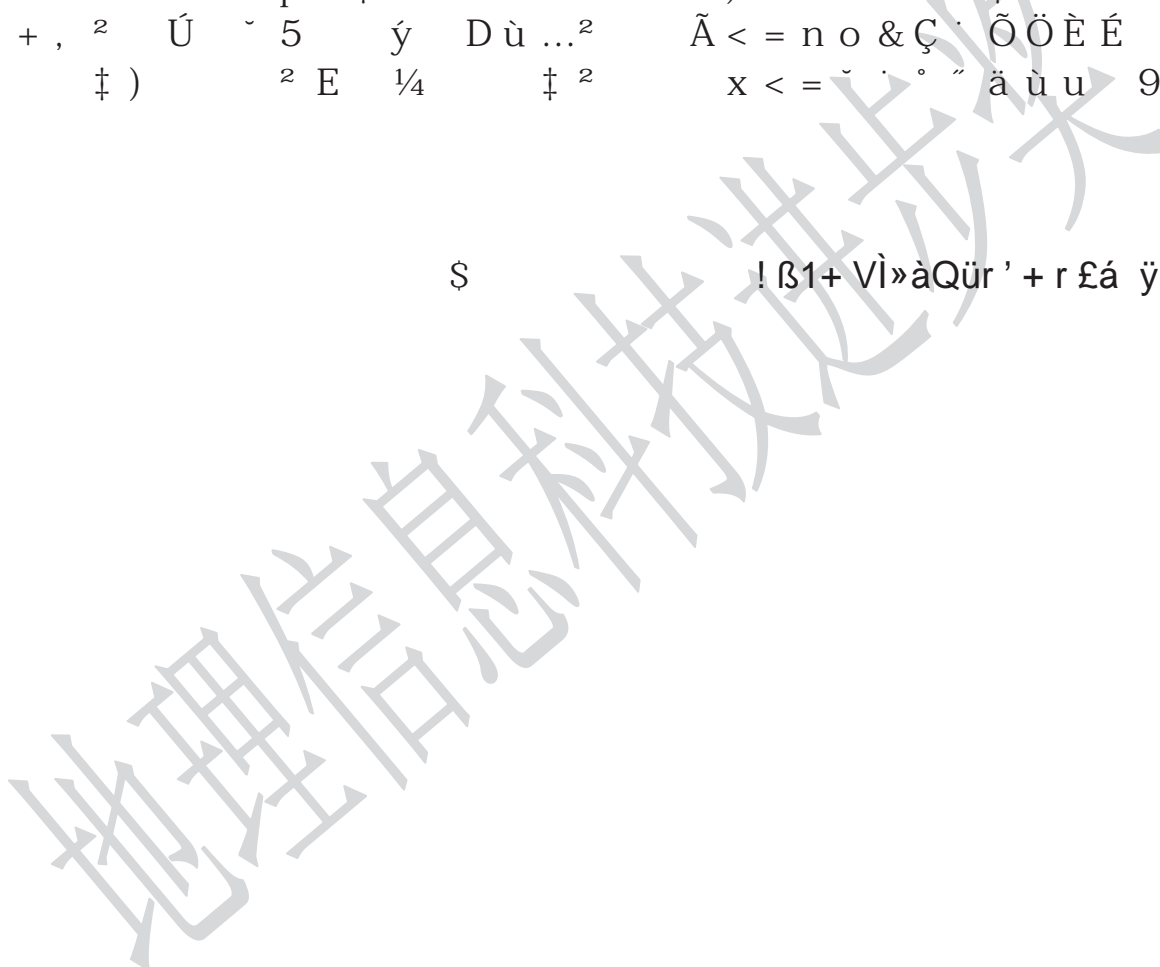 + , ² Ú ˘ 5 ý D ù …² Ã < = n o & Ç ˙ Õ Ö È É
‡ ) ² E ¼ ‡ ² x < = ˘ ˙ ° ˝ ä ù u 9
$ ! ß1+ VÌ»àQür ’ + r £á ÿ
地理信息科技进步奖